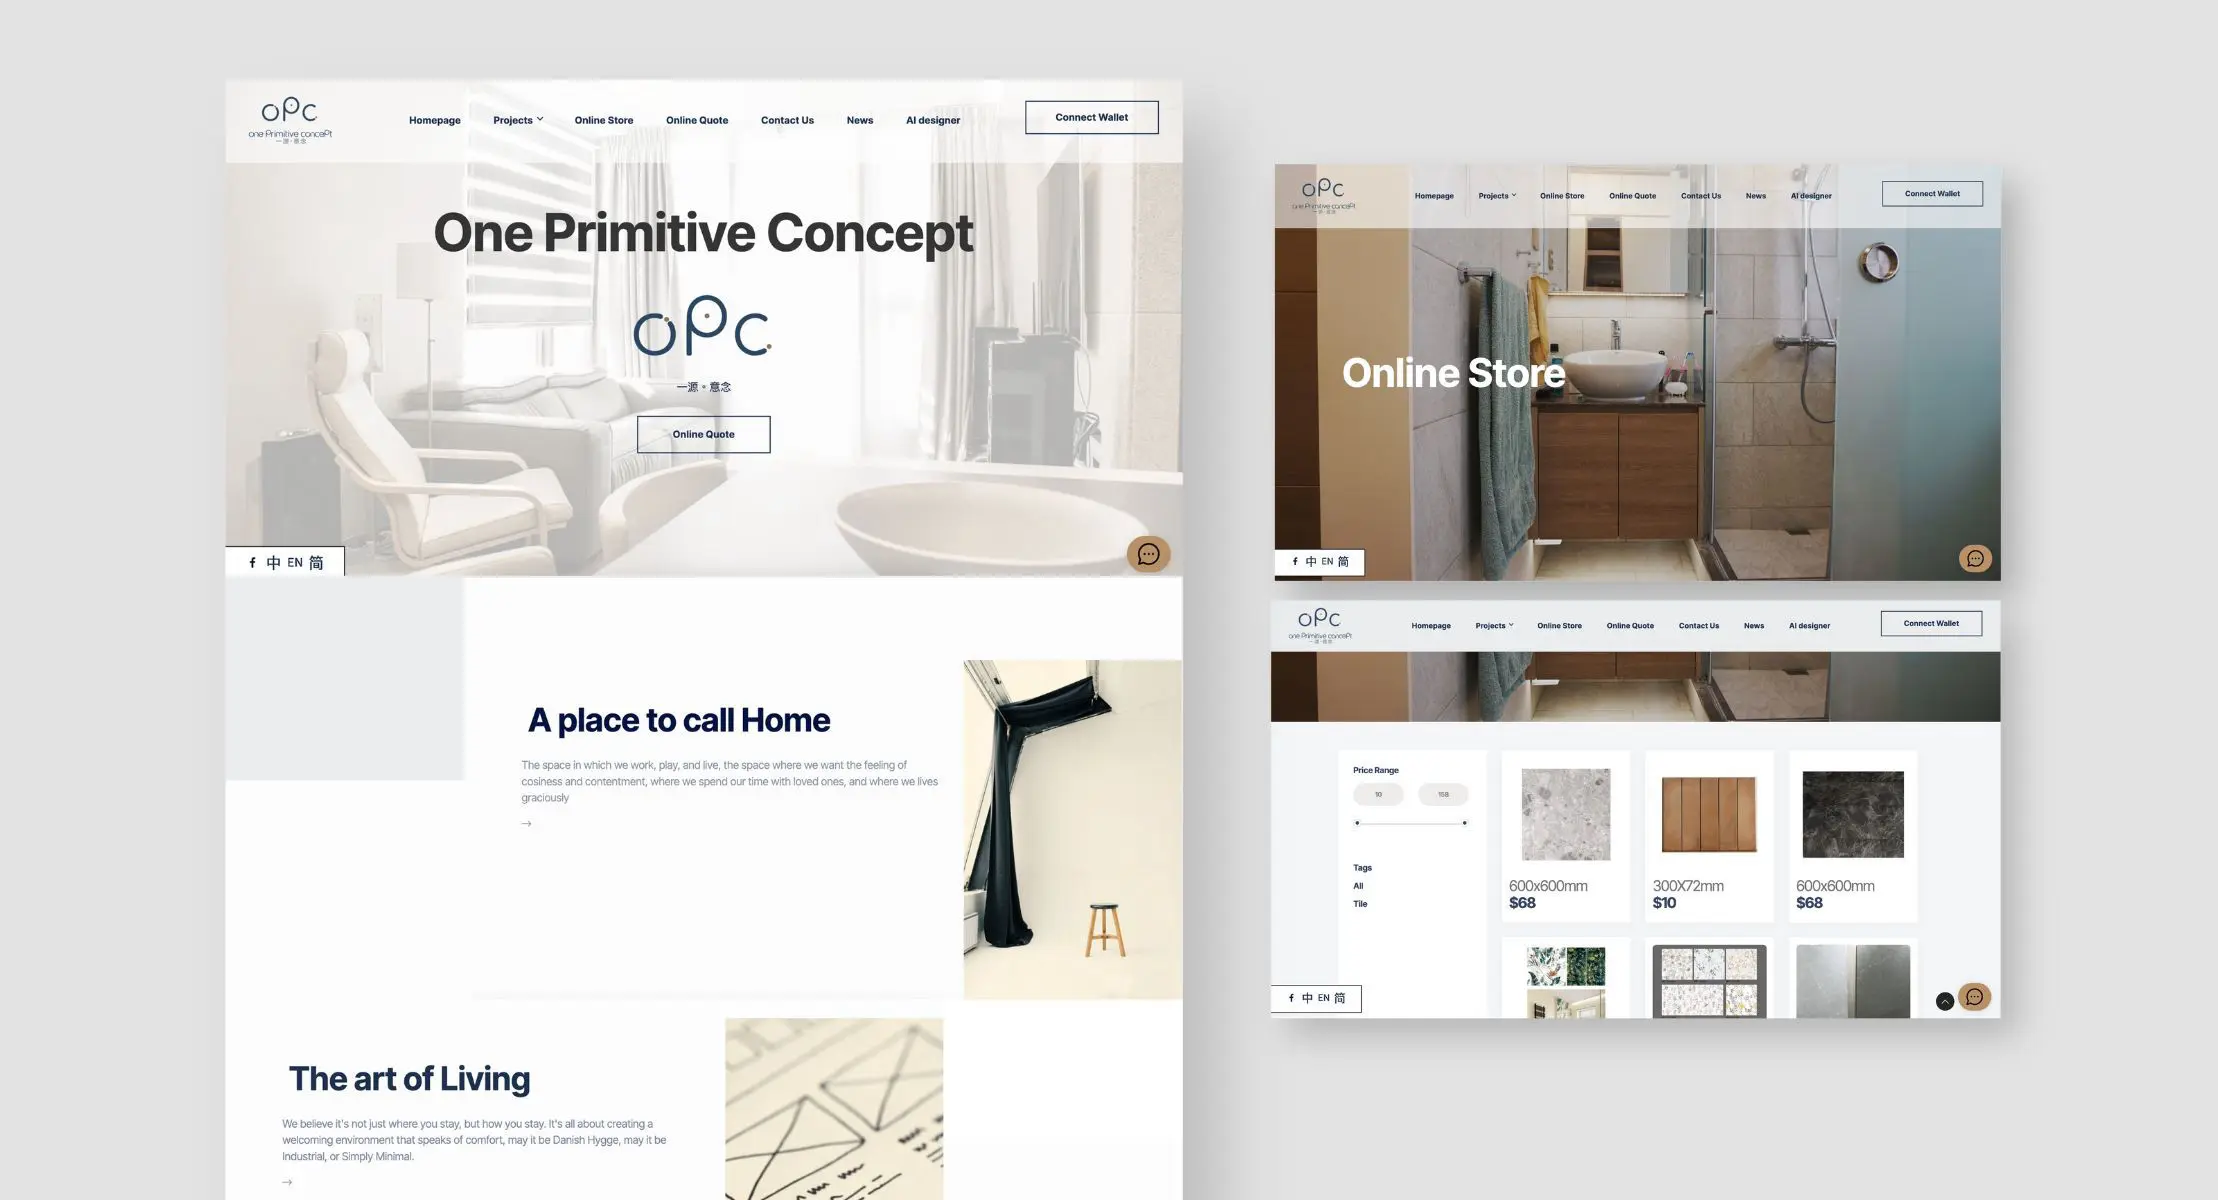 OPC
one Primitive concePt
一源·意念
Homepage
Projects
Online Store
Online Quote
Contact Us
News
AI designer
Connect Wallet
One Primitive Concept
OPC
一源。意念
Online Quote
f 中 EN 简
A place to call Home
The space in which we work, play, and live, the space where we want the feeling of
cosiness and contentment, where we spend our time with loved ones, and where we lives
graciously
→
The art of Living
We believe it's not just where you stay, but how you stay. It's all about creating a
welcoming environment that speaks of comfort, may it be Danish Hygge, may it be
Industrial, or Simply Minimal.
→
OPC
one Primitive concePt
一源·意念
Homepage
Projects
Online Store
Online Quote
Contact Us
News
AI designer
Connect Wallet
Online Store
f 中 EN 简
OPC
one Primitive concePt
一源·意念
Homepage
Projects
Online Store
Online Quote
Contact Us
News
AI designer
Connect Wallet
Price Range
10
158
Tags
All
Tile
600x600mm
$68
300X72mm
$10
600x600mm
$68
f 中 EN 简